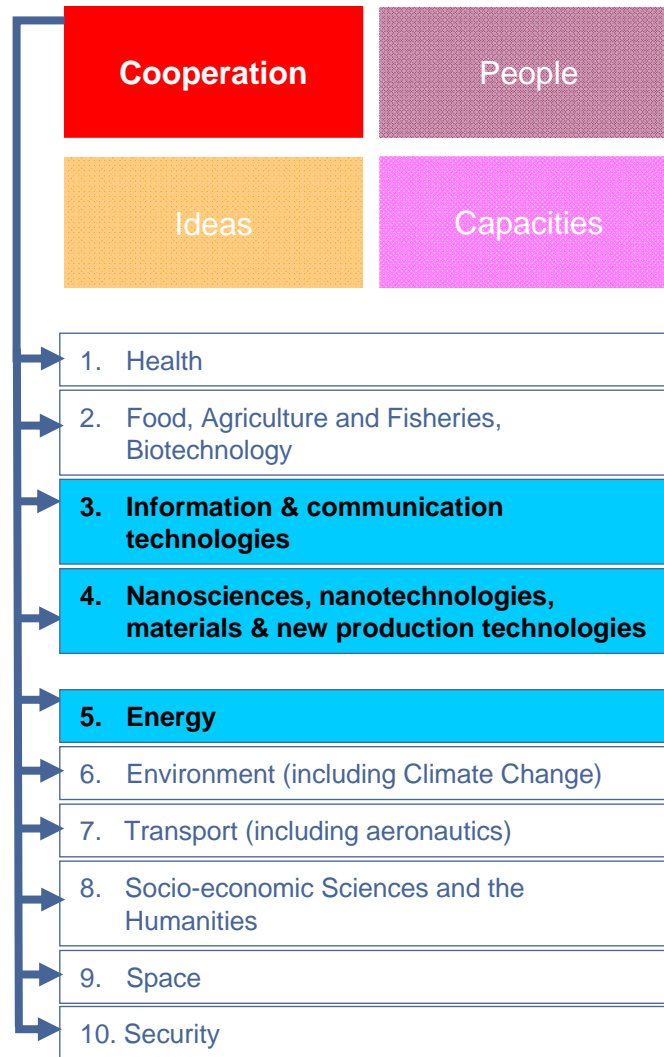 Cooperation
People
Ideas
Capacities
1. Health
2. Food, Agriculture and Fisheries,
Biotechnology
3. Information & communication
technologies
4. Nanosciences, nanotechnologies,
materials & new production technologies
5. Energy
6. Environment (including Climate Change)
7. Transport (including aeronautics)
8. Socio-economic Sciences and the
Humanities
9. Space
10. Security